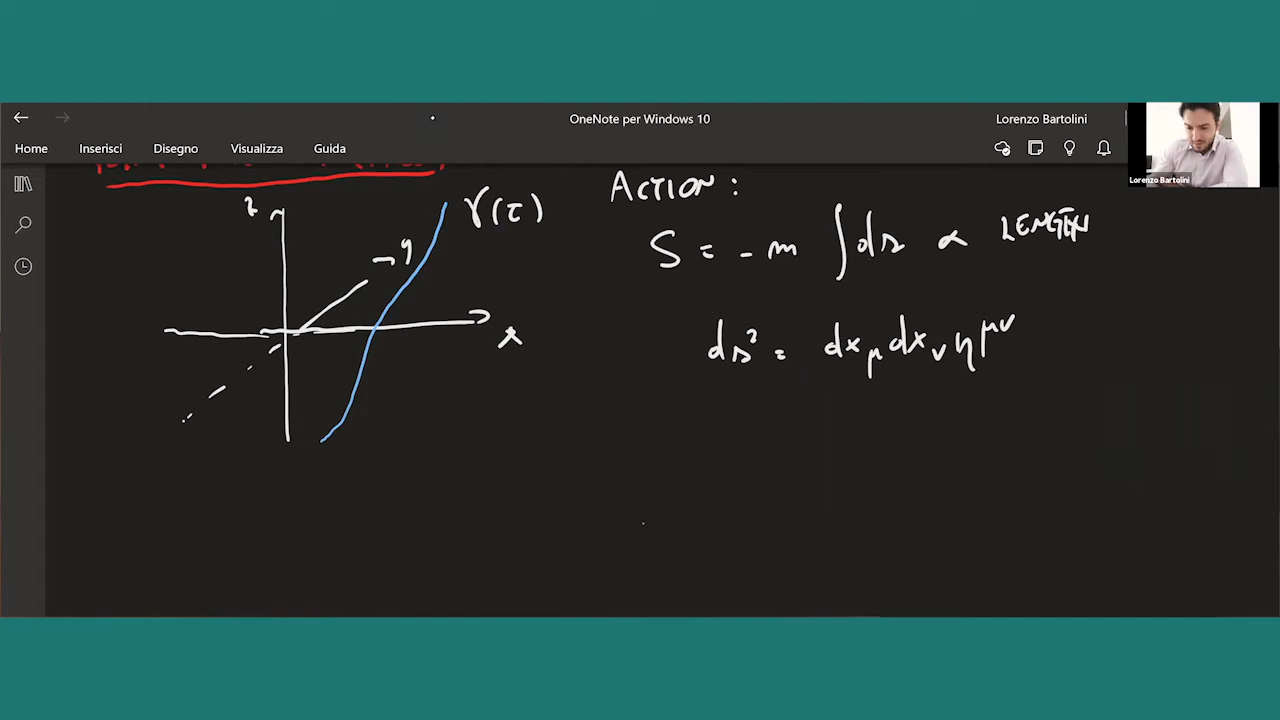 OneNote per Windows 10
Lorenzo Bartolini
Home Inserisci Disegno Visualizza Guida
Lorenzo Bartolini
ACTION:
γ(τ)
z
y
x
S = - m ∫ ds ∝ LENGTH
ds² = dx_μ dx_ν η^μν